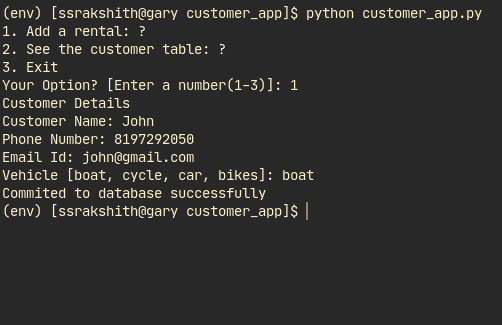 (env) [ssrakshith@gary customer_app]$ python customer_app.py
1. Add a rental: ?
2. See the customer table: ?
3. Exit
Your Option? [Enter a number(1-3)]: 1
Customer Details
Customer Name: John
Phone Number: 8197292050
Email Id: john@gmail.com
Vehicle [boat, cycle, car, bikes]: boat
Commited to database successfully
(env) [ssrakshith@gary customer_app]$